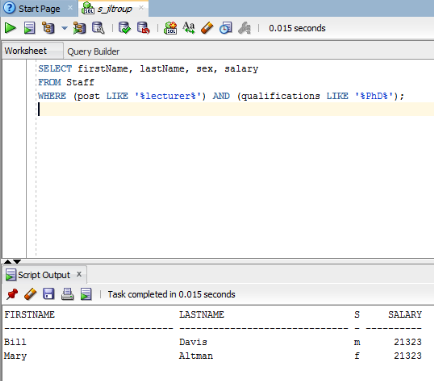 Start Page × s_jltroup ×
0.015 seconds
Worksheet Query Builder
SELECT firstName, lastName, sex, salary
FROM Staff
WHERE (post LIKE '%lecturer%') AND (qualifications LIKE '%PhD%');
Script Output ×
Task completed in 0.015 seconds
FIRSTNAME LASTNAME S SALARY
------------------------------ ------------------------------ - ----------
Bill Davis m 21323
Mary Altman f 21323